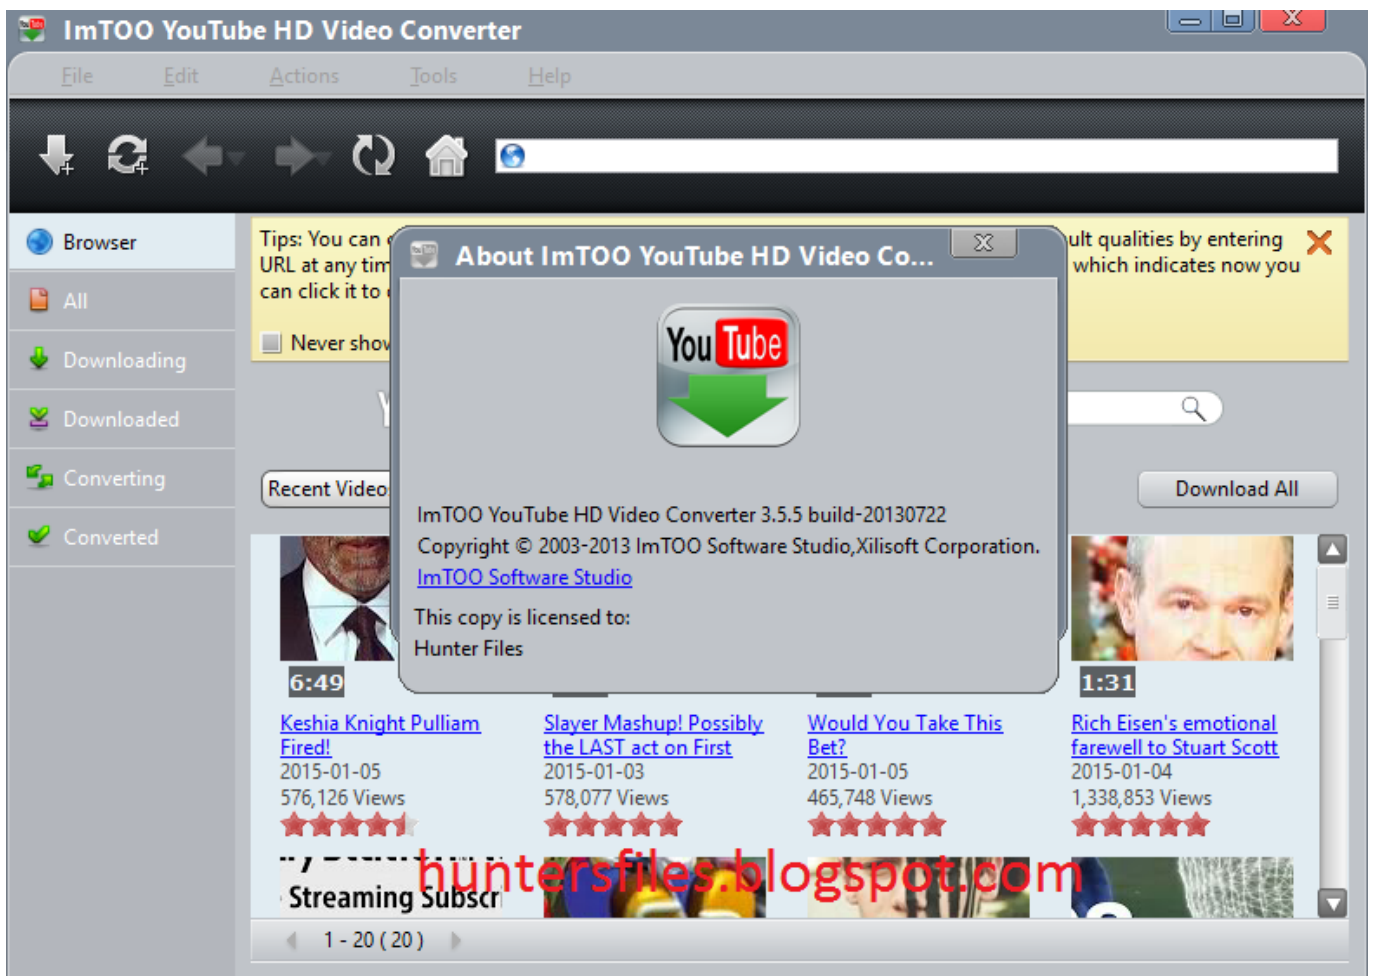 ImTOO YouTube HD Video Converter
File Edit Actions Tools Help
Browser
All
Downloading
Downloaded
Converting
Converted
Tips: You can
ult qualities by entering
URL at any tim
which indicates now you
can click it to
Never show
About ImTOO YouTube HD Video Co...
You Tube
ImTOO YouTube HD Video Converter 3.5.5 build-20130722
Copyright © 2003-2013 ImTOO Software Studio,Xilisoft Corporation.
ImTOO Software Studio
This copy is licensed to:
Hunter Files
Recent Video
Download All
6:49
1:31
Keshia Knight Pulliam
Fired!
2015-01-05
576,126 Views
Slayer Mashup! Possibly
the LAST act on First
2015-01-03
578,077 Views
Would You Take This
Bet?
2015-01-05
465,748 Views
Rich Eisen's emotional
farewell to Stuart Scott
2015-01-04
1,338,853 Views
huntersfiles.blogspot.com
Streaming Subscri
1 - 20 ( 20 )